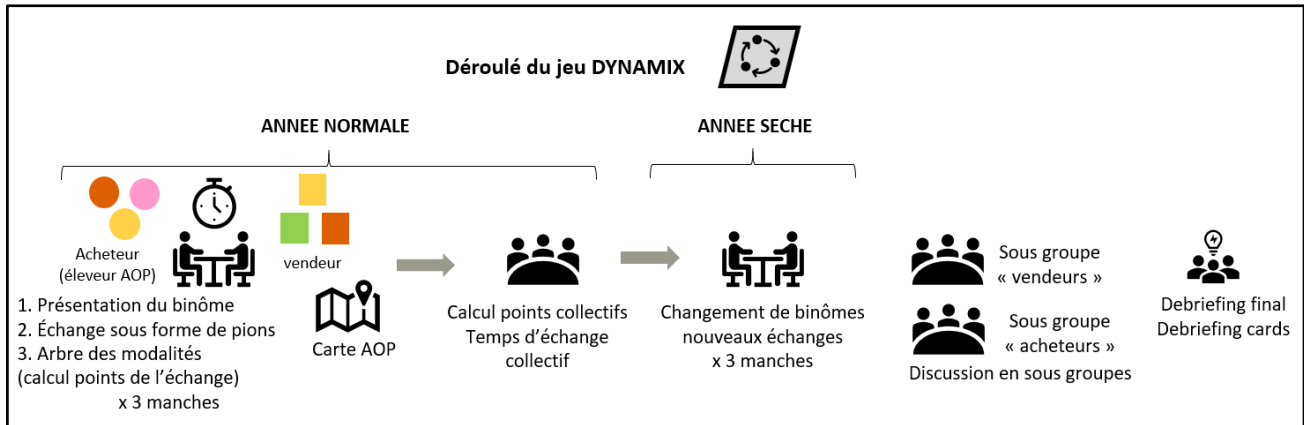 Déroulé du jeu DYNAMIX
ANNEE NORMALE
ANNEE SECHE
Acheteur
(éleveur AOP)
vendeur
1. Présentation du binôme
2. Échange sous forme de pions
3. Arbre des modalités
(calcul points de l’échange)
x 3 manches
Carte AOP
Calcul points collectifs
Temps d’échange
collectif
Changement de binômes
nouveaux échanges
x 3 manches
Sous groupe
« vendeurs »
Sous groupe
« acheteurs »
Discussion en sous groupes
Debriefing final
Debriefing cards